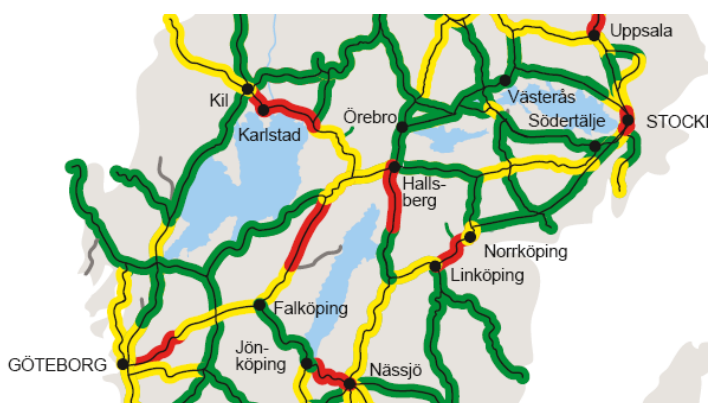 Uppsala
Kil
Karlstad
Örebro
Västerås
Södertälje
STOCK
Halls-
berg
Norrköping
Linköping
Falköping
GÖTEBORG
Jön-
köping
Nässjö